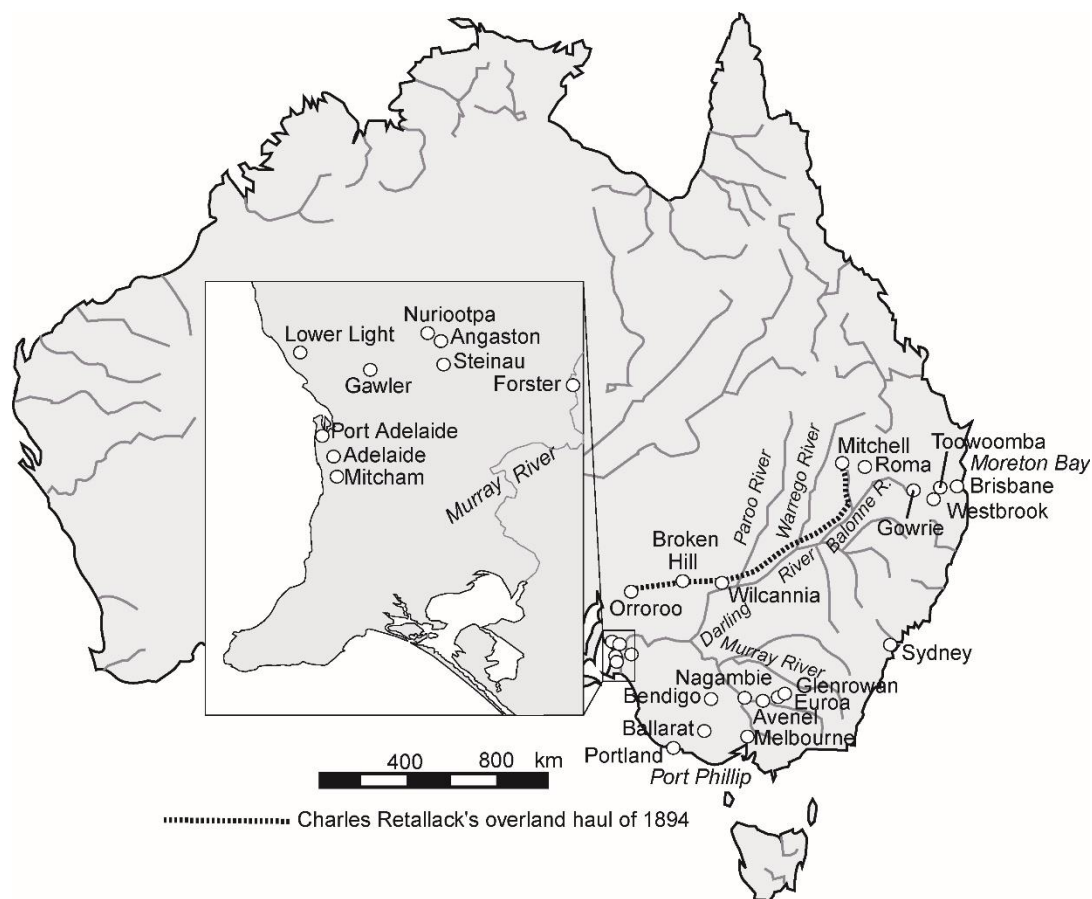 Nuriootpa
Lower Light
Angaston
Steinau
Gawler
Forster
Port Adelaide
Adelaide
Mitcham
Murray River
Paroo River
Warrego River
Mitchell
Roma
Toowoomba
Moreton Bay
Brisbane
Westbrook
Balonne R.
Gowrie
Broken
Hill
Orroroo
Wilcannia
Darling
River
Sydney
Murray River
Nagambie
Glenrowan
Bendigo
Euroa
Avenel
Ballarat
Melbourne
Portland
Port Phillip
400 800 km
Charles Retallack's overland haul of 1894